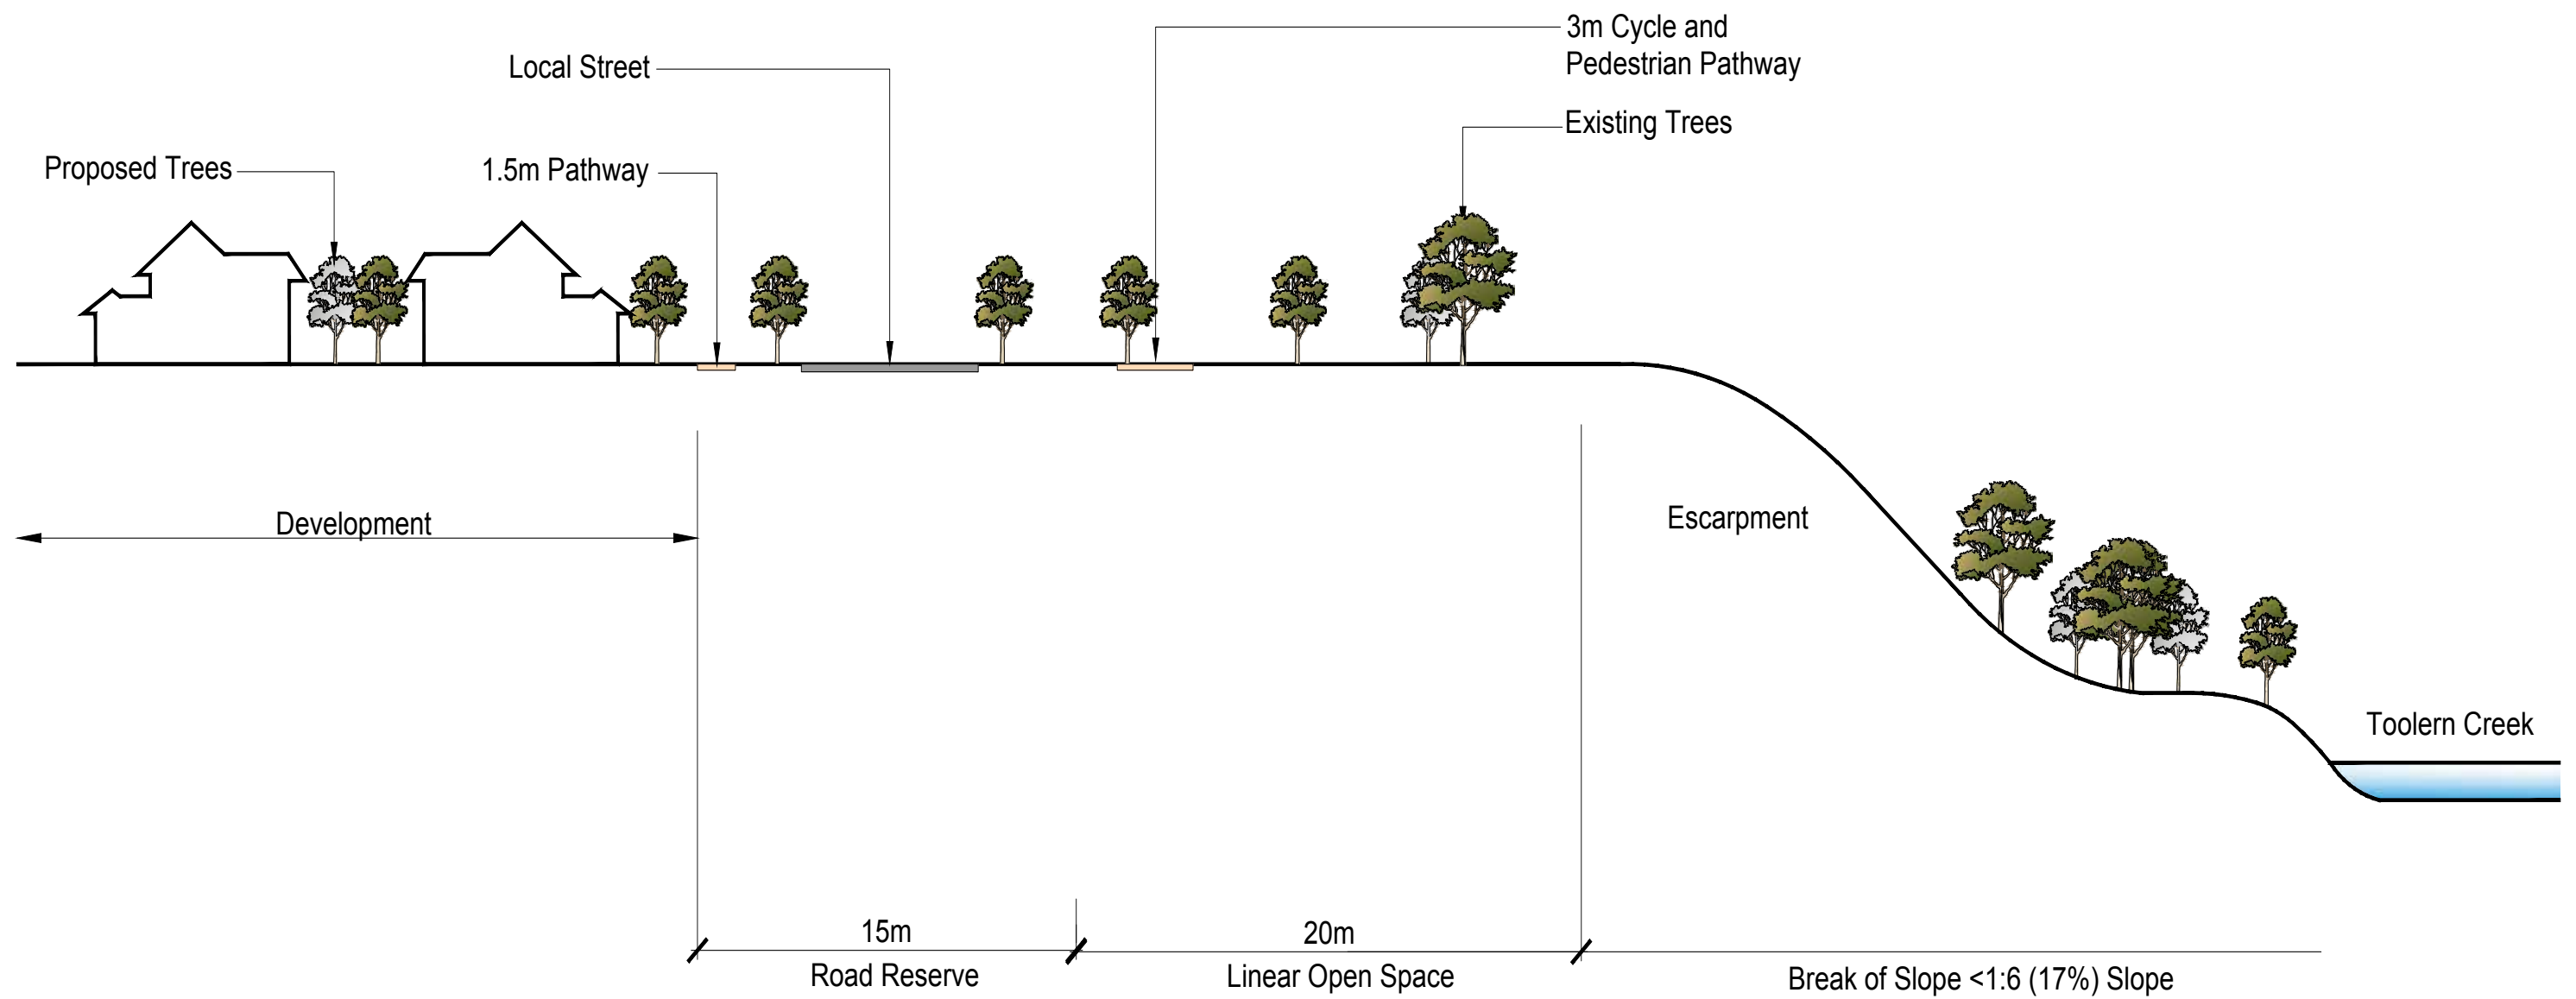 3m Cycle and
Pedestrian Pathway
Local Street
Existing Trees
Proposed Trees
1.5m Pathway
Development
Escarpment
Toolern Creek
15m
Road Reserve
20m
Linear Open Space
Break of Slope <1:6 (17%) Slope